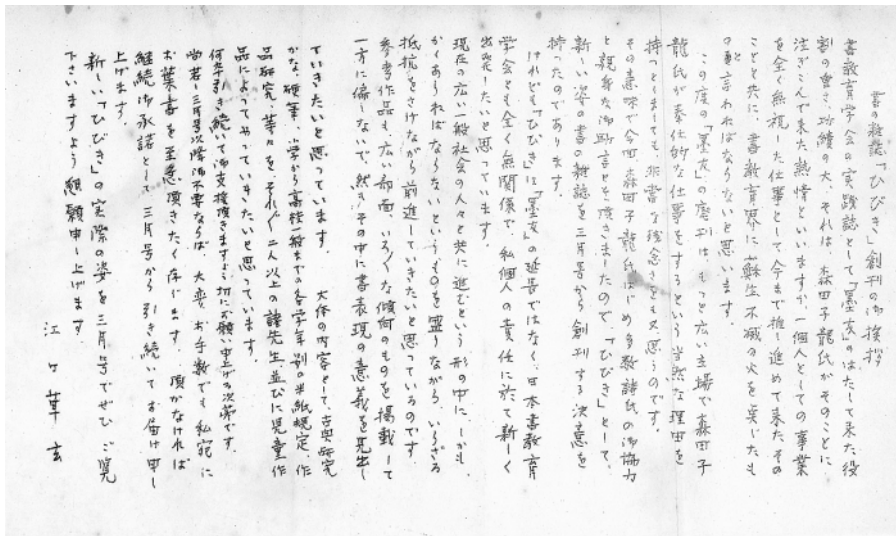 書の雑誌「ひびき」創刊の御挨拶
書教育学会の実践誌として「墨友」のはたして来た役
割の重さ、功績の大、それは、森田子龍氏がそのことに
注ぎこんで来た熱情といいますか、一個人としての事業
を全く無視した仕事として今まで推し進めて来たその
ことと共に、書教育界に蘇生不滅の火を点じたも
のと言わねばならないと思います。
この度の「墨友」の廃刊は、もっと広い立場で森田子
龍氏が奉仕的な仕事をするという当然な理由を
持つとしましても、非常な残念さをも又思うのです。
その意味で今回森田子龍氏はじめ多数諸氏の御協力
と親身な御助言とを頂きましたので、「ひびき」として、
新しい姿の書の雑誌を三月号から創刊する決意を
持ったのであります。
けれども「ひびき」は「墨友」の延長ではなく、日本書教育
学会とも全く無関係で、私個人の責任に於て新しく
出発したいと思っています
現在の広い一般社会の人々と共に進むという形の中に、しかも、
かくあらねばならないというものを盛りながら、いらざる
抵抗をさけながら前進していきたいと思っているのです。
参考作品も広い部面、いろいろな傾向のものを掲載して
一方に偏しないで、然もその中に書表現の意義を見出し
ていきたいと思っています。 大体の内容として、古典研究
かな、硬筆、小学から高校一般までの各学年別の半紙規定、作
品研究、等々をそれぞれ二人以上の諸先生並びに児童作
品によってやっていきたいと思っています。
何卒引き続いて御支援頂きますよう切にお願い申上げる次第です。
尚若し三月号次降御不要ならば、大変、お手数でも私宛に
お葉書を至急頂きたく存じます。頂かなければ
継続御承諾として三月号から引き続いてお届け申し
上げます。
新しい「ひびき」の実際の姿を三月号でぜひご覧
下さいますよう懇願申し上げます。
江口草玄